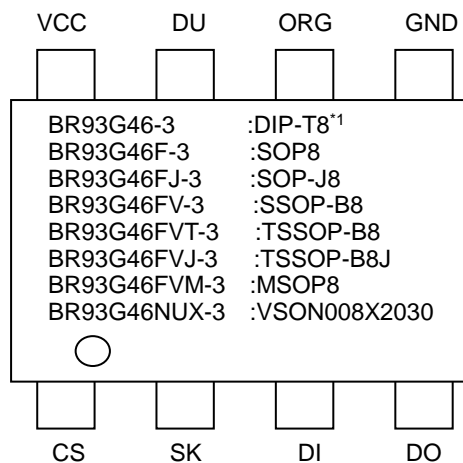 VCC DU ORG GND
BR93G46-3 :DIP-T8*1
BR93G46F-3 :SOP8
BR93G46FJ-3 :SOP-J8
BR93G46FV-3 :SSOP-B8
BR93G46FVT-3 :TSSOP-B8
BR93G46FVJ-3 :TSSOP-B8J
BR93G46FVM-3 :MSOP8
BR93G46NUX-3 :VSON008X2030
CS SK DI DO